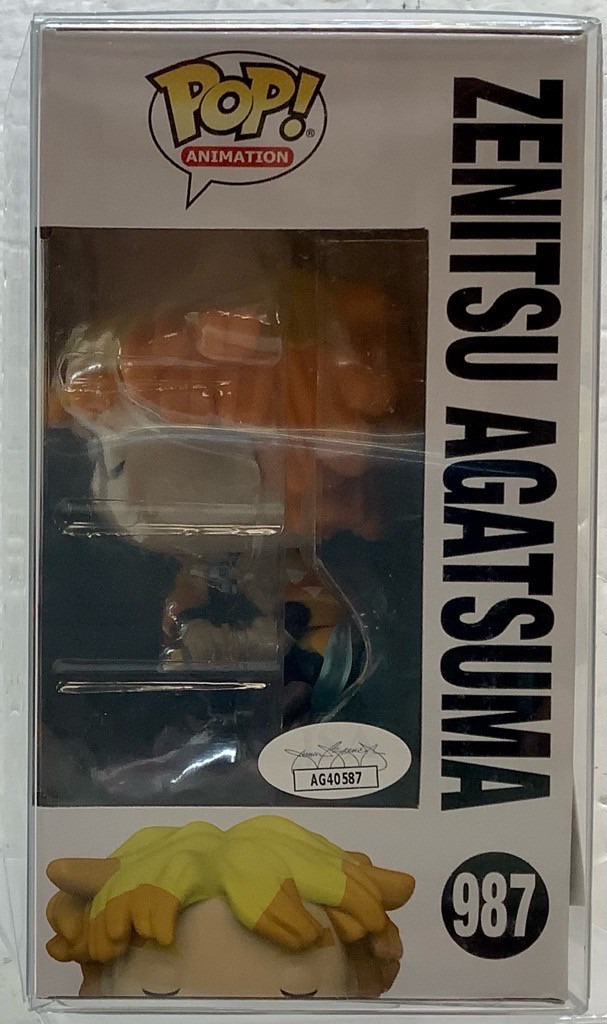 POP!
ANIMATION
ZENITSU AGATSUMA
AG40587
987